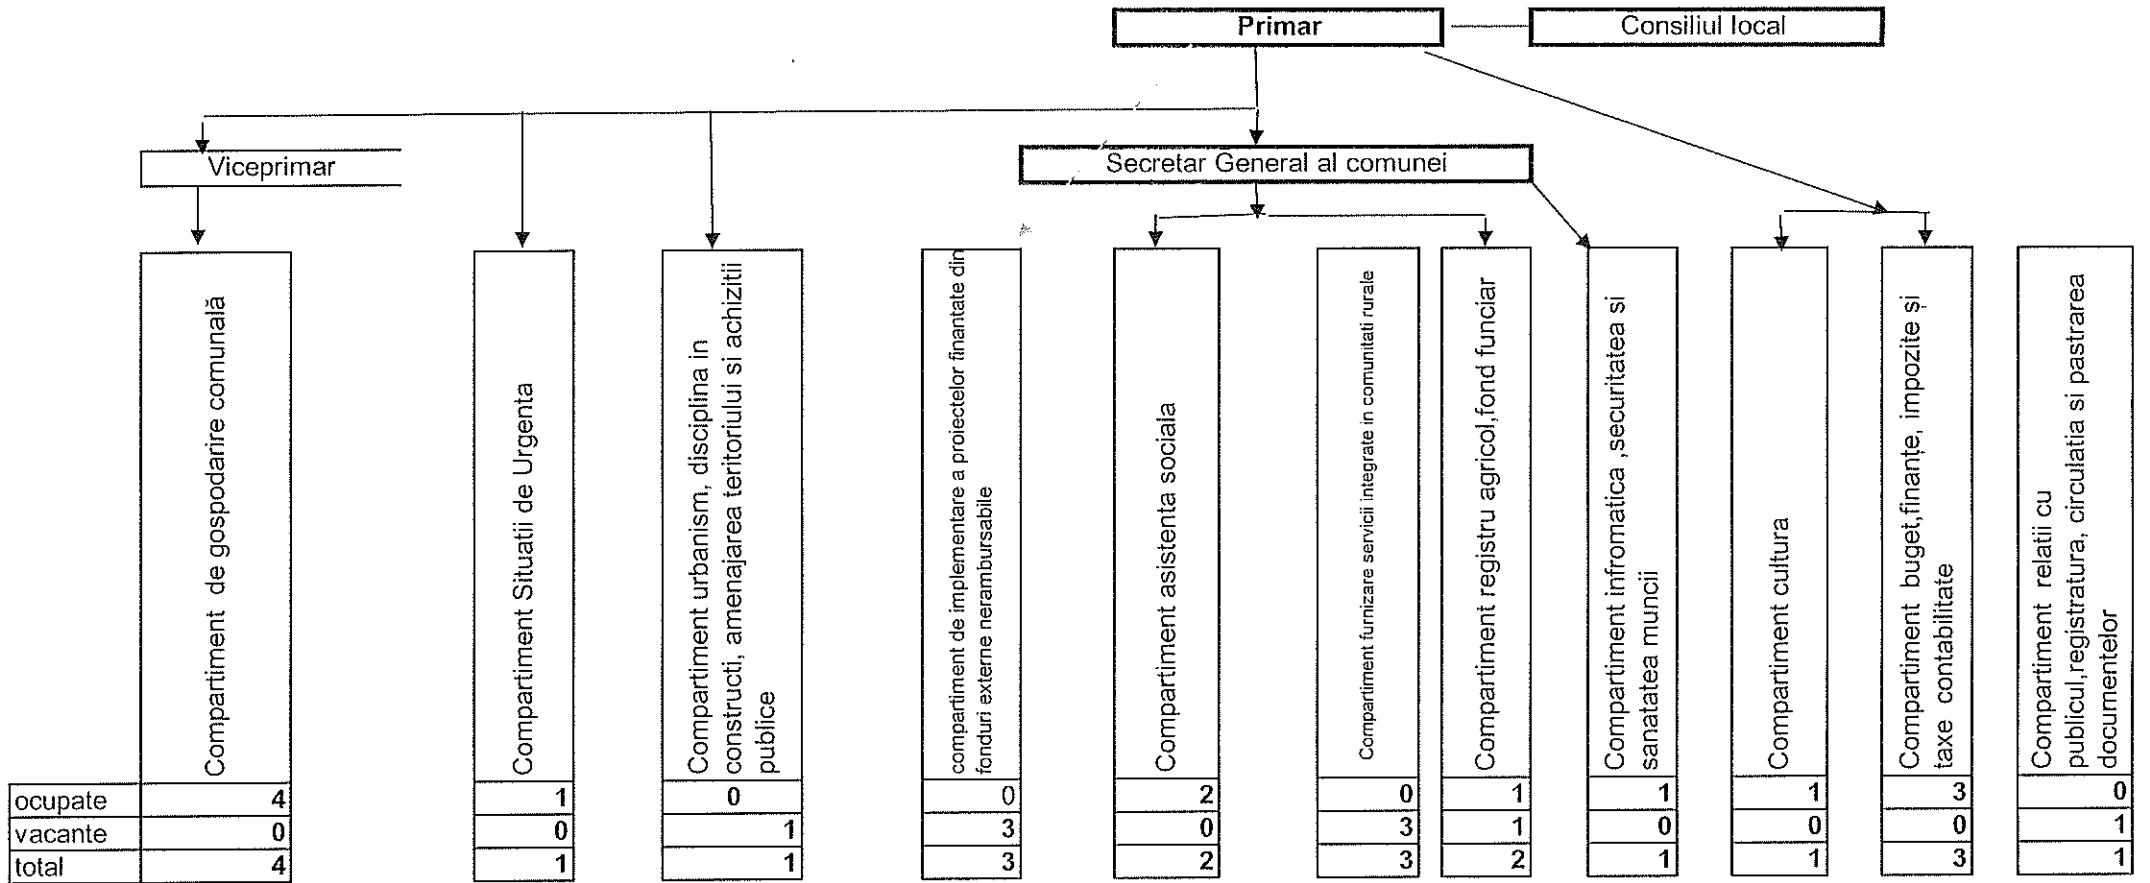 Primar
Consiliul local
Viceprimar
Secretar General al comunei
Compartiment de gospodarire comunală
Compartiment Situatii de Urgenta
Compartiment urbanism, disciplina in
constructi, amenajarea teritoriului si achizitii
publice
compartiment de implementare a proiectelor finantate din
fonduri externe nerambursabile
Compartiment asistenta sociala
Compartiment furnizare servicii integrate in comunitati rurale
Compartiment registru agricol,fond funciar
Compartiment infromatica ,securitatea si
sanatatea muncii
Compartiment cultura
Compartiment buget,finanțe, impozite și
taxe contabilitate
Compartiment relatii cu
publicul,registratura, circulatia si pastrarea
documentelor
ocupate 4 1 0 0 2 0 1 1 1 3 0
vacante 0 0 1 3 0 3 1 0 0 0 1
total 4 1 1 3 2 3 2 1 1 3 1